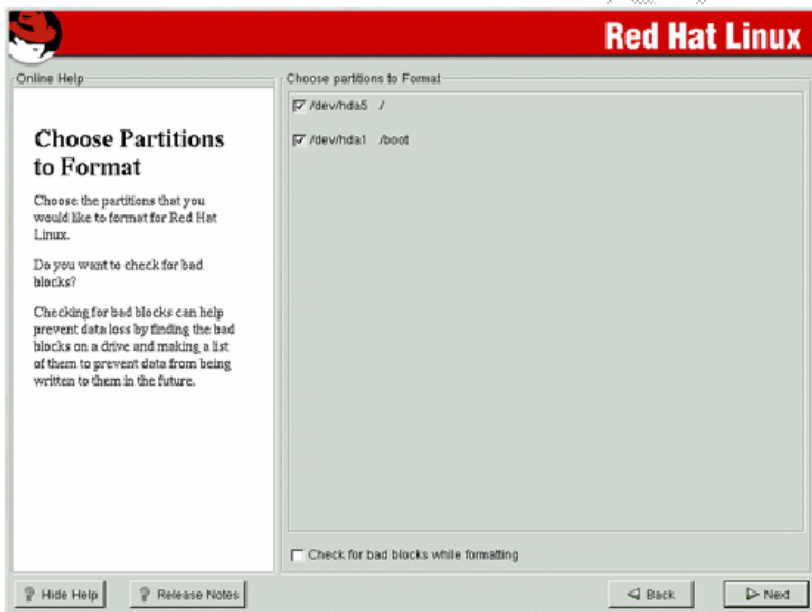 Red Hat Linux
Online Help
Choose Partitions
to Format
Choose the partitions that you
would like to format for Red Hat
Linux.
Do you want to check for bad
blocks?
Checking for bad blocks can help
prevent data loss by finding the bad
blocks on a drive and making a list
of them to prevent data from being
written to them in the future.
Choose partitions to Format
/dev/hda5 /
/dev/hda1 /boot
Check for bad blocks while formatting
Hide Help
Release Notes
Back
Next